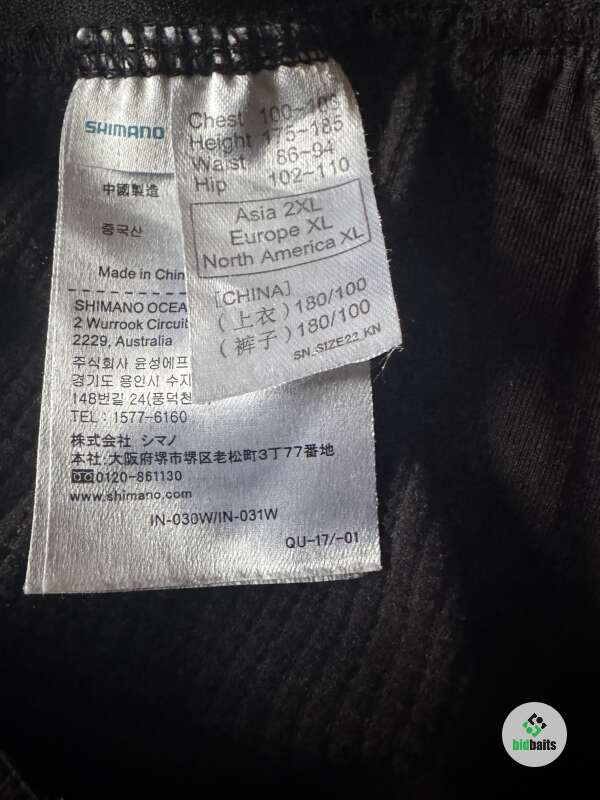 SHIMANO
中國製造
중국산
Made in Chin
SHIMANO OCEA
2 Wurrook Circuit
2229, Australia
주식회사 윤성에프
경기도 용인시 수지
148번길 24(풍덕천
TEL: 1577-6160
株式会社 シマノ
本社 大阪府堺市堺区老松町3丁77番地
0120-861130
www.shimano.com
IN-030W/IN-031W
QU-17/-01
Chest 100~108
Height 175~185
Waist 86~94
Hip 102~110
Asia 2XL
Europe XL
North America XL
[CHINA]
(上衣) 180/100
(裤子) 180/100
SN_SIZE22_KN
bidbaits